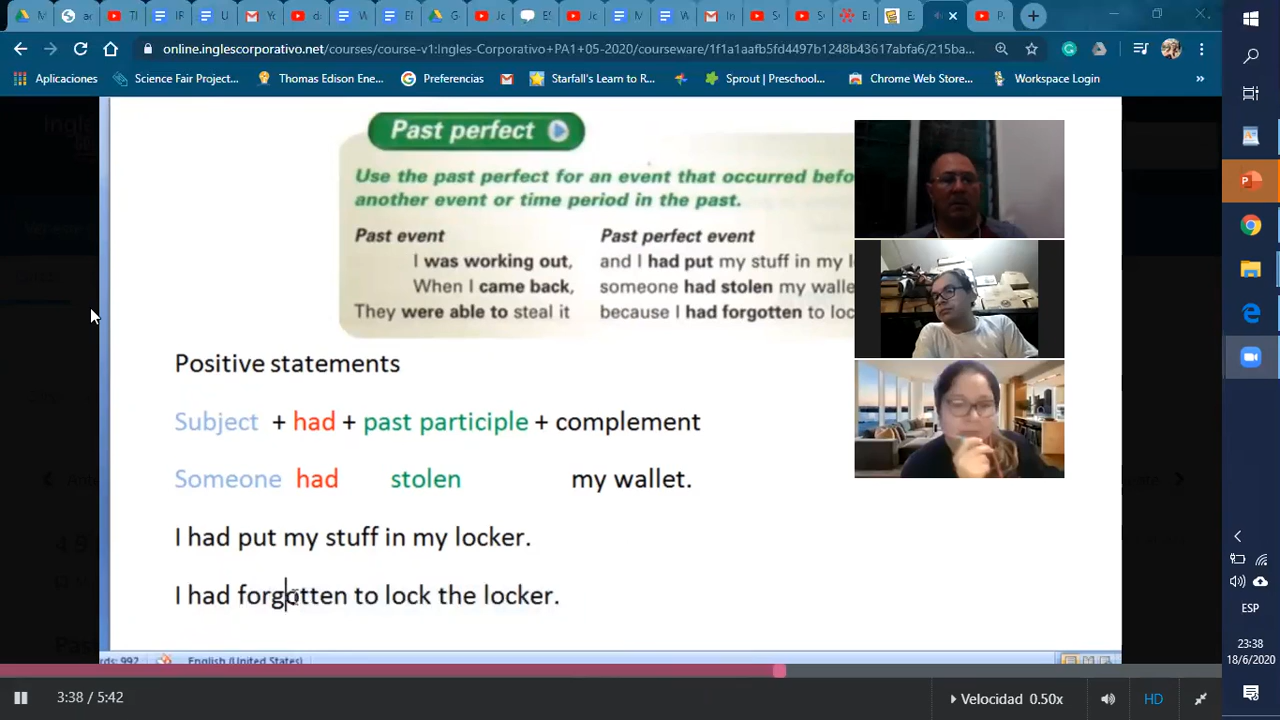 online.inglescorporativo.net/courses/course-v1:Ingles-Corporativo+PA1+05-2020/courseware/1f1a1aafb5fd4497b1248b43617abfa6/215ba...
Aplicaciones Science Fair Project... Thomas Edison Ene... Preferencias Starfall's Learn to R... Sprout | Preschool... Chrome Web Store... Workspace Login »
Past perfect
Use the past perfect for an event that occurred befo
another event or time period in the past.
Past event Past perfect event
I was working out, and I had put my stuff in my l
When I came back, someone had stolen my walle
They were able to steal it because I had forgotten to loc
Positive statements
Subject + had + past participle + complement
Someone had stolen my wallet.
I had put my stuff in my locker.
I had forgotten to lock the locker.
English (United States)
3:38 / 5:42 Velocidad 0.50x HD
ESP
23:38
18/6/2020